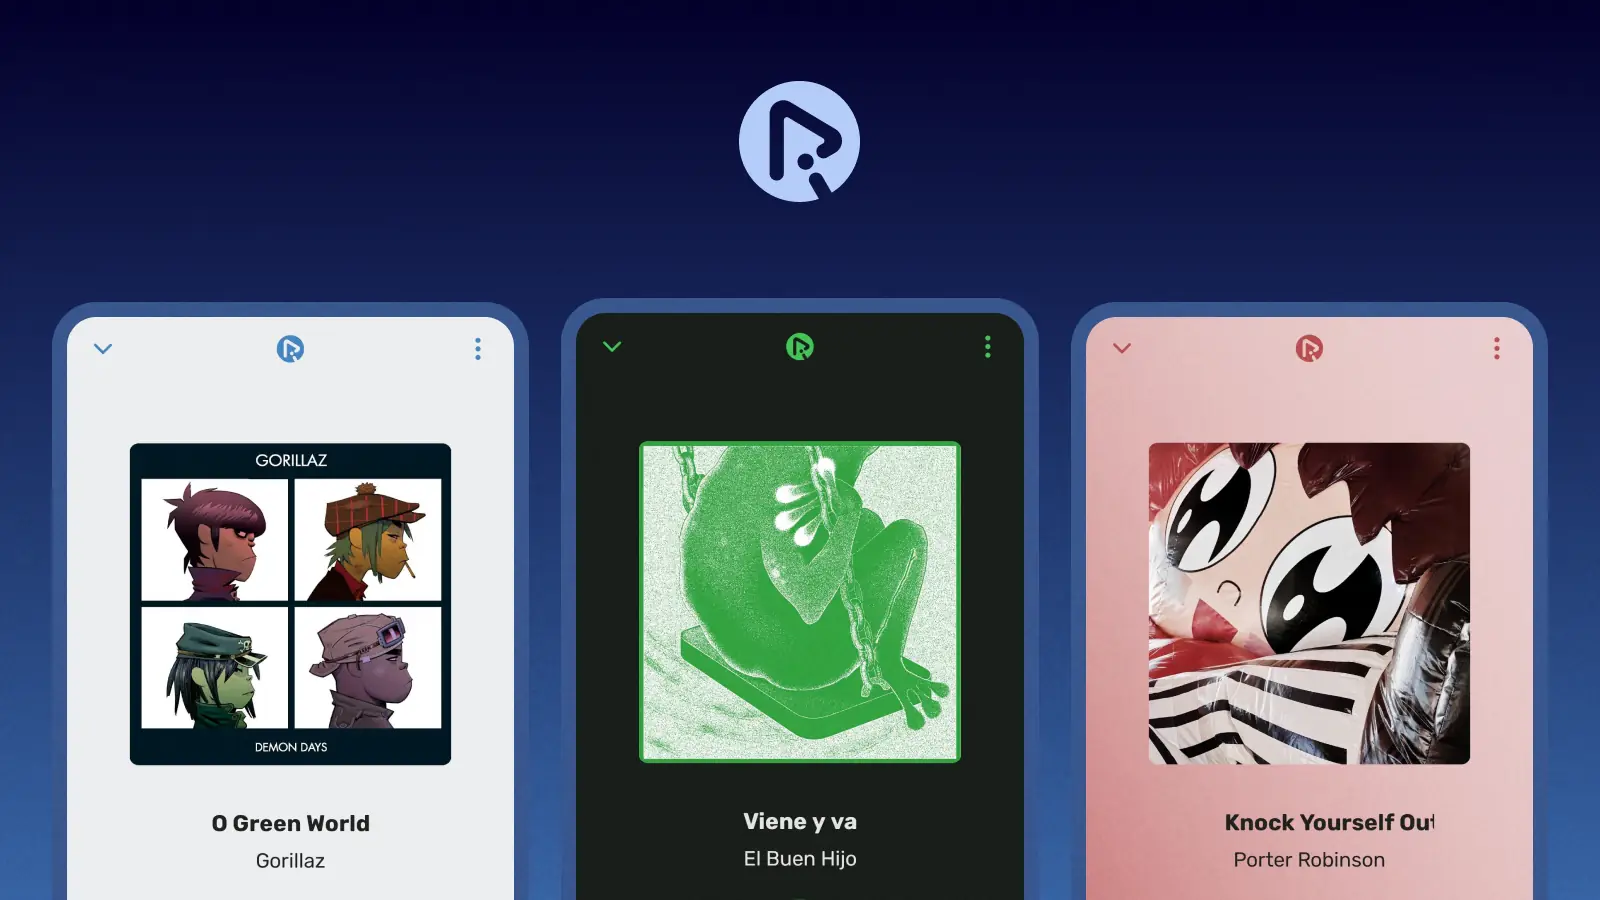 GORILLAZ
DEMON DAYS
O Green World
Gorillaz
Viene y va
El Buen Hijo
Knock Yourself Out
Porter Robinson